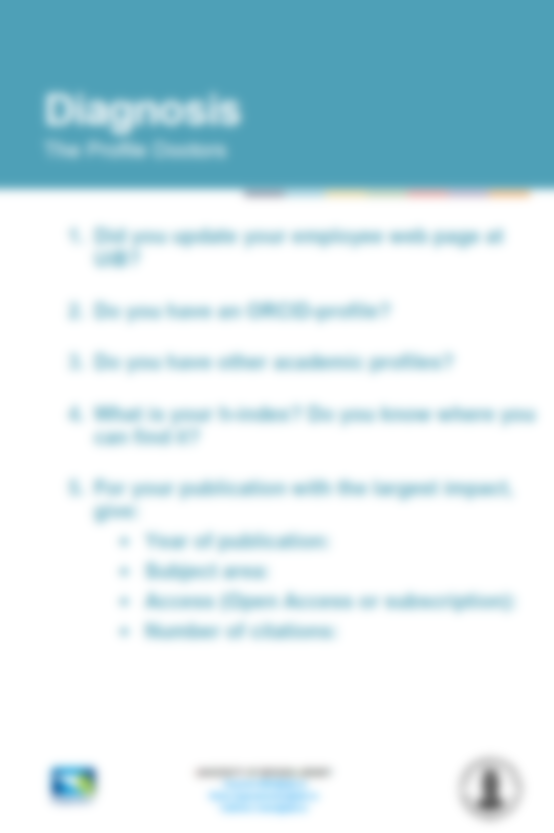 Diagnosis
The Profile Doctors
1. Did you update your employee web page at
UiB?
2. Do you have an ORCID-profile?
3. Do you have other academic profiles?
4. What is your h-index? Do you know where you
can find it?
5. For your publication with the largest impact,
give:
• Year of publication:
• Subject area:
• Access (Open Access or subscription):
• Number of citations: